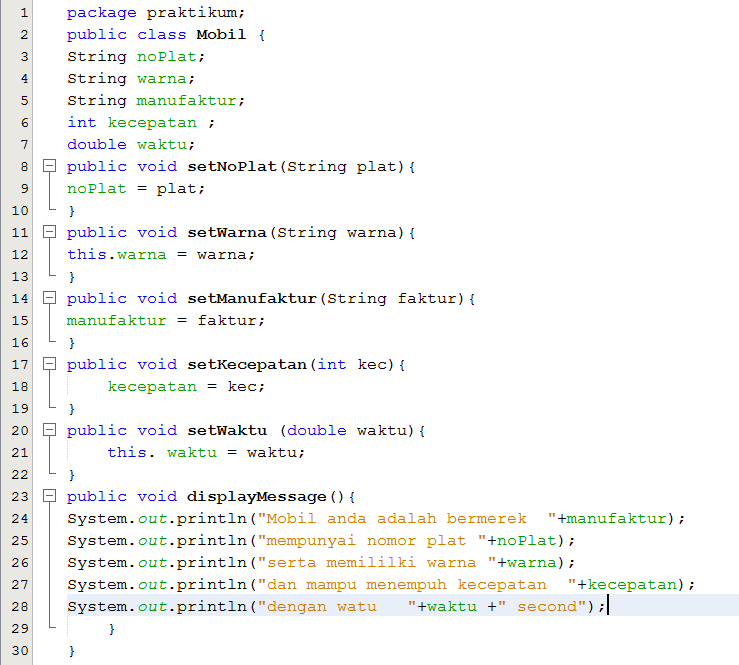 1 package praktikum;
2 public class Mobil {
3 String noPlat;
4 String warna;
5 String manufaktur;
6 int kecepatan ;
7 double waktu;
8 public void setNoPlat(String plat){
9 noPlat = plat;
10 }
11 public void setWarna(String warna){
12 this.warna = warna;
13 }
14 public void setManufaktur(String faktur){
15 manufaktur = faktur;
16 }
17 public void setKecepatan(int kec){
18     kecepatan = kec;
19 }
20 public void setWaktu (double waktu){
21     this. waktu = waktu;
22 }
23 public void displayMessage(){
24 System.out.println("Mobil anda adalah bermerek  "+manufaktur);
25 System.out.println("mempunyai nomor plat "+noPlat);
26 System.out.println("serta memililki warna "+warna);
27 System.out.println("dan mampu menempuh kecepatan  "+kecepatan);
28 System.out.println("dengan watu   "+waktu +" second");
29     }
30 }